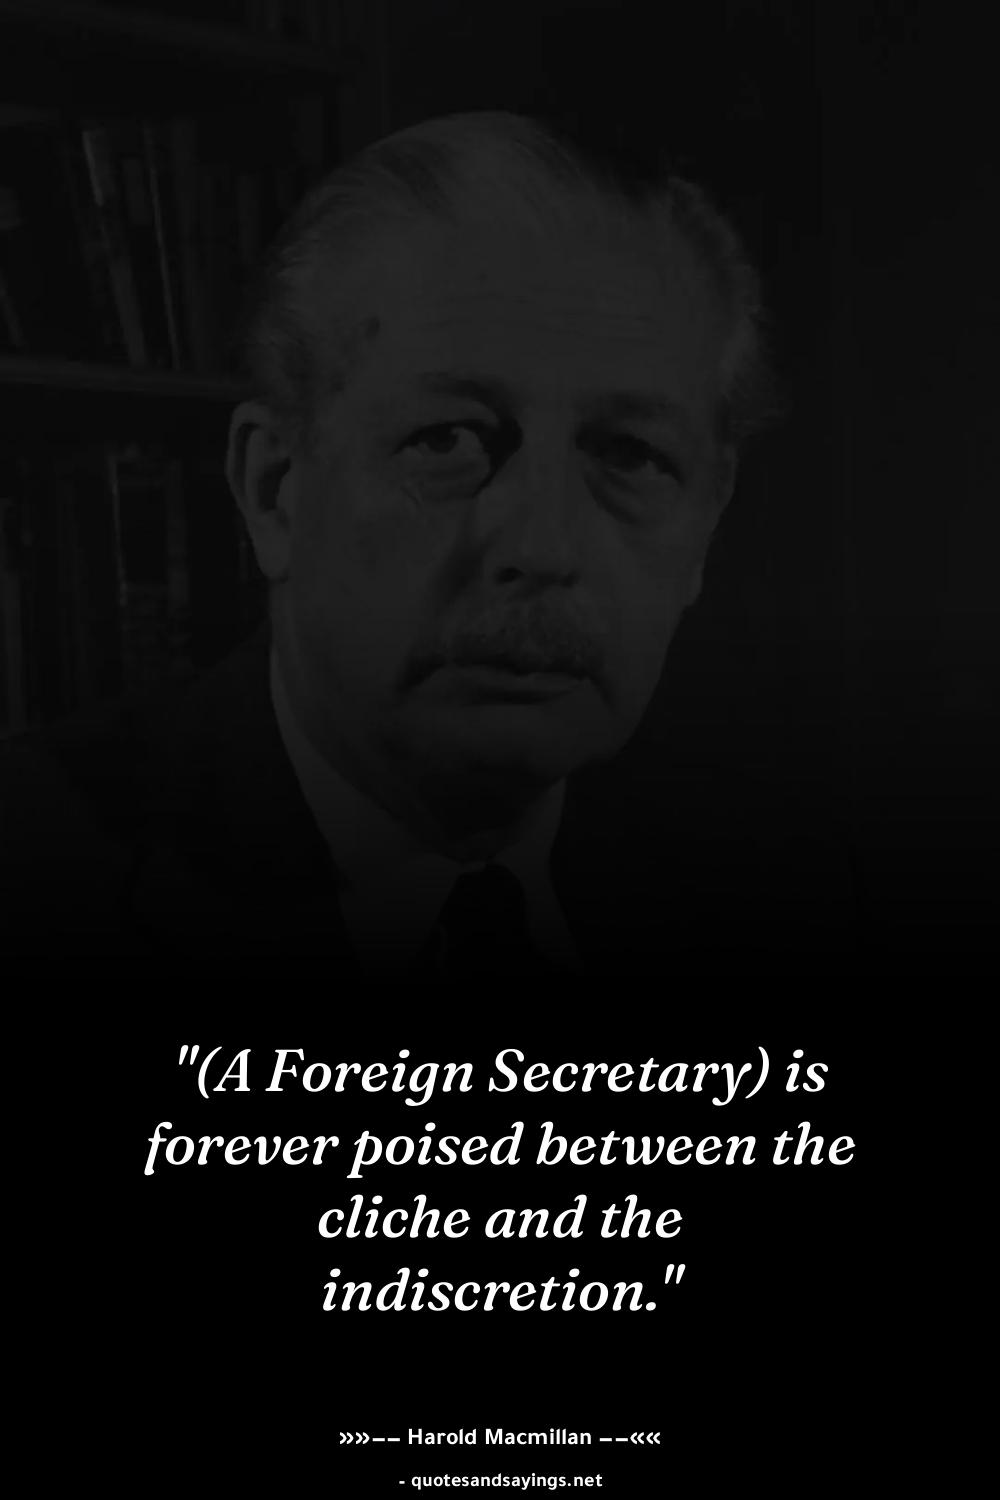 "(A Foreign Secretary) is
forever poised between the
cliche and the
indiscretion."
»»−− Harold Macmillan −−««
- quotesandsayings.net